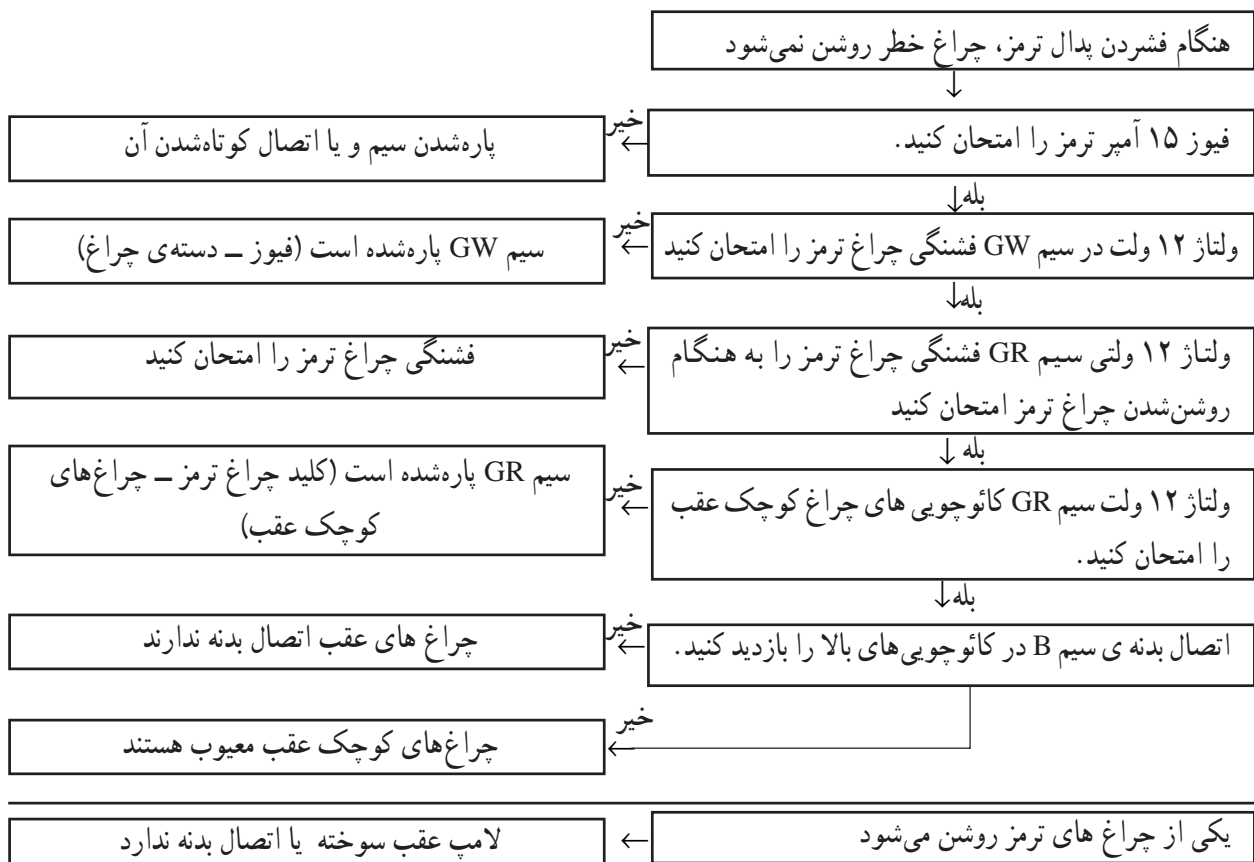 هنگام فشردن پدال ترمز، چراغ خطر روشن نمی‌شود
فیوز ۱۵ آمپر ترمز را امتحان کنید.
خیر
پاره‌شدن سیم و یا اتصال کوتاه‌شدن آن
بله
ولتاژ ۱۲ ولت در سیم GW فشنگی چراغ ترمز را امتحان کنید
خیر
سیم GW پاره‌شده است (فیوز – دسته‌ی چراغ)
بله
ولتاژ ۱۲ ولتی سیم GR فشنگی چراغ ترمز را به هنگام
روشن‌شدن چراغ ترمز امتحان کنید
خیر
فشنگی چراغ ترمز را امتحان کنید
بله
ولتاژ ۱۲ ولت سیم GR کائوچویی های چراغ کوچک عقب
را امتحان کنید.
خیر
سیم GR پاره‌شده است (کلید چراغ ترمز – چراغ‌های
کوچک عقب)
بله
اتصال بدنه ی سیم B در کائوچویی‌های بالا را بازدید کنید.
خیر
چراغ های عقب اتصال بدنه ندارند
خیر
چراغ‌های کوچک عقب معیوب هستند
یکی از چراغ های ترمز روشن می‌شود
لامپ عقب سوخته یا اتصال بدنه ندارد